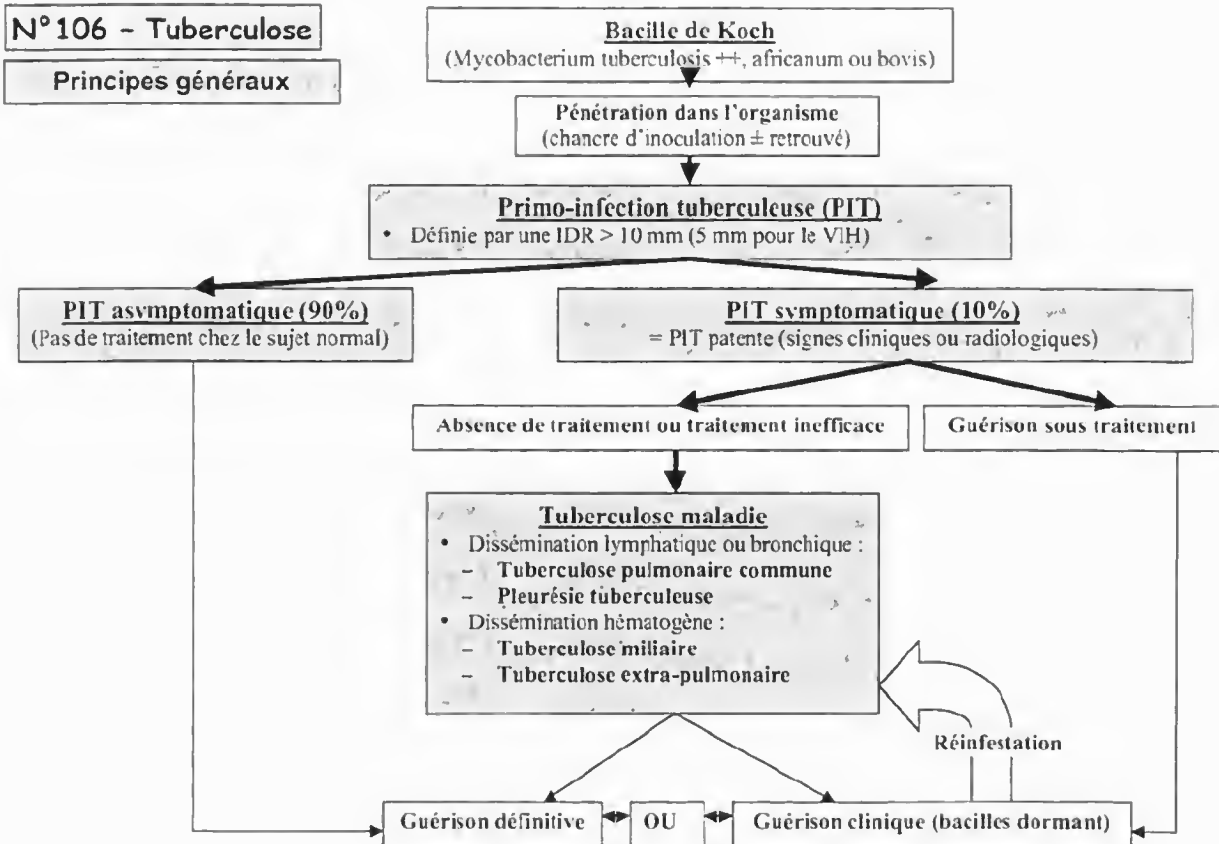 N°106 - Tuberculose
Principes généraux
Bacille de Koch
(Mycobacterium tuberculosis ++, africanum ou bovis)
Pénétration dans l'organisme
(chancre d'inoculation ± retrouvé)
Primo-infection tuberculeuse (PIT)
• Définie par une IDR > 10 mm (5 mm pour le VIH)
PIT asymptomatique (90%)
(Pas de traitement chez le sujet normal)
PIT symptomatique (10%)
= PIT patente (signes cliniques ou radiologiques)
Absence de traitement ou traitement inefficace
Guérison sous traitement
Tuberculose maladie
• Dissémination lymphatique ou bronchique :
– Tuberculose pulmonaire commune
– Pleurésie tuberculeuse
• Dissémination hématogène :
– Tuberculose miliaire
– Tuberculose extra-pulmonaire
Réinfestation
Guérison définitive
OU
Guérison clinique (bacilles dormant)